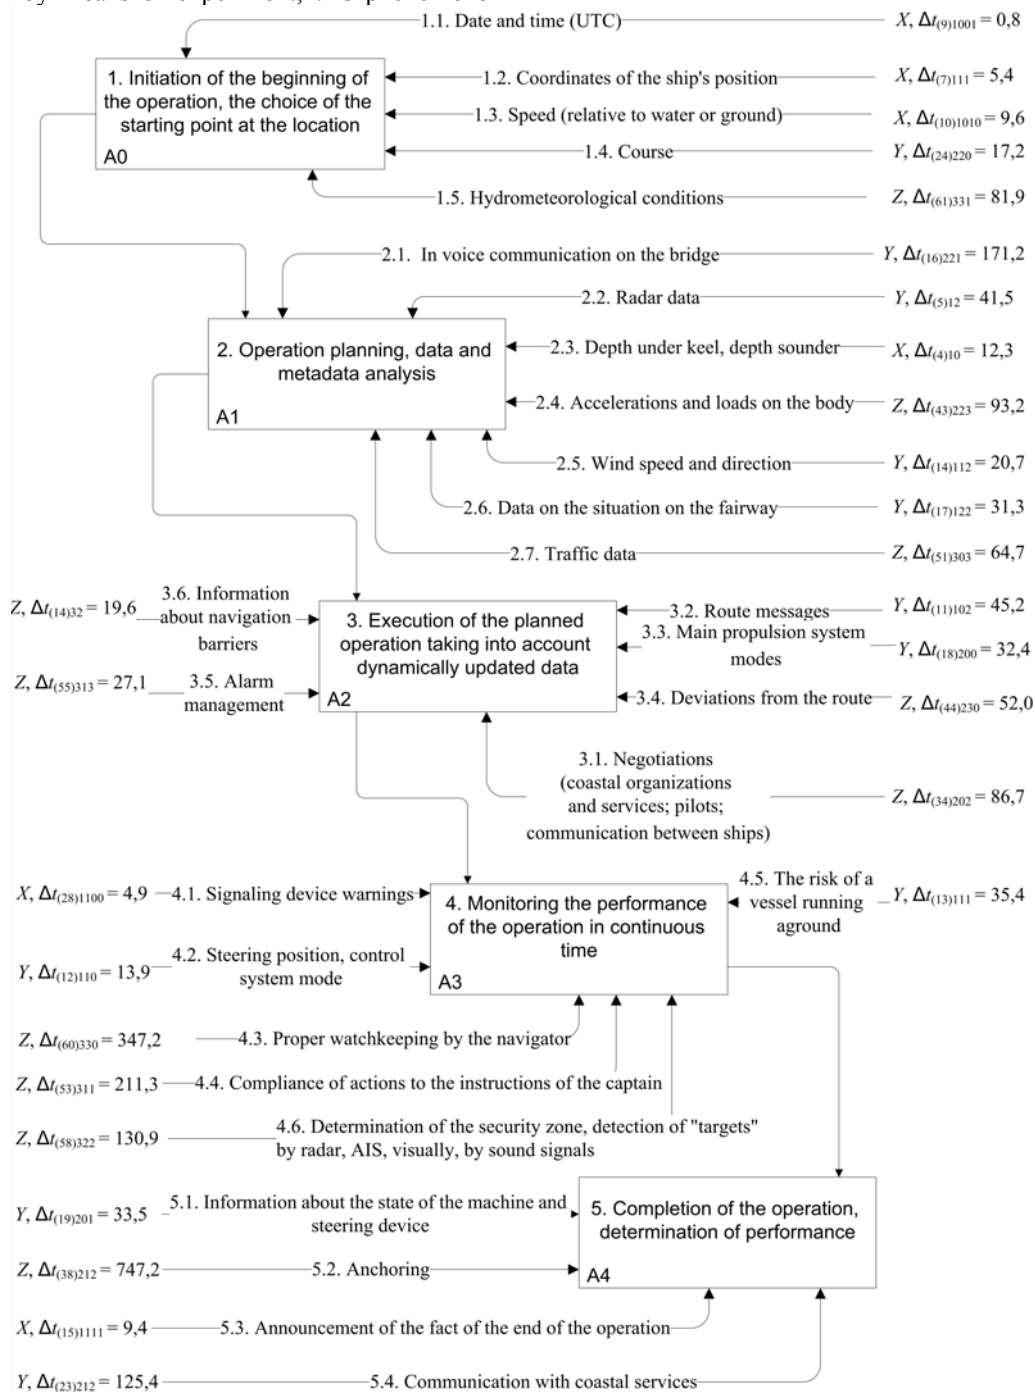 1.1. Date and time (UTC)
X, Δt(9)1001 = 0,8
1. Initiation of the beginning of
the operation, the choice of the
starting point at the location
A0
1.2. Coordinates of the ship's position
X, Δt(7)111 = 5,4
1.3. Speed (relative to water or ground)
X, Δt(10)1010 = 9,6
1.4. Course
Y, Δt(24)220 = 17,2
1.5. Hydrometeorological conditions
Z, Δt(61)331 = 81,9
2.1. In voice communication on the bridge
Y, Δt(16)221 = 171,2
2.2. Radar data
Y, Δt(5)12 = 41,5
2. Operation planning, data and
metadata analysis
A1
2.3. Depth under keel, depth sounder
X, Δt(4)10 = 12,3
2.4. Accelerations and loads on the body
Z, Δt(43)223 = 93,2
2.5. Wind speed and direction
Y, Δt(14)112 = 20,7
2.6. Data on the situation on the fairway
Y, Δt(17)122 = 31,3
2.7. Traffic data
Z, Δt(51)303 = 64,7
Z, Δt(14)32 = 19,6
3.6. Information
about navigation
barriers
Z, Δt(55)313 = 27,1
3.5. Alarm
management
3. Execution of the planned
operation taking into account
dynamically updated data
A2
3.2. Route messages
Y, Δt(11)102 = 45,2
3.3. Main propulsion system
modes
Y, Δt(18)200 = 32,4
3.4. Deviations from the route
Z, Δt(44)230 = 52,0
3.1. Negotiations
(coastal organizations
and services; pilots;
communication between ships)
Z, Δt(34)202 = 86,7
X, Δt(28)1100 = 4,9
4.1. Signaling device warnings
Y, Δt(12)110 = 13,9
4.2. Steering position, control
system mode
4. Monitoring the performance
of the operation in continuous
time
A3
4.5. The risk of a
vessel running
aground
Y, Δt(13)111 = 35,4
Z, Δt(60)330 = 347,2
4.3. Proper watchkeeping by the navigator
Z, Δt(53)311 = 211,3
4.4. Compliance of actions to the instructions of the captain
Z, Δt(58)322 = 130,9
4.6. Determination of the security zone, detection of "targets"
by radar, AIS, visually, by sound signals
Y, Δt(19)201 = 33,5
5.1. Information about the state of the machine and
steering device
5. Completion of the operation,
determination of performance
A4
Z, Δt(38)212 = 747,2
5.2. Anchoring
X, Δt(15)1111 = 9,4
5.3. Announcement of the fact of the end of the operation
Y, Δt(23)212 = 125,4
5.4. Communication with coastal services